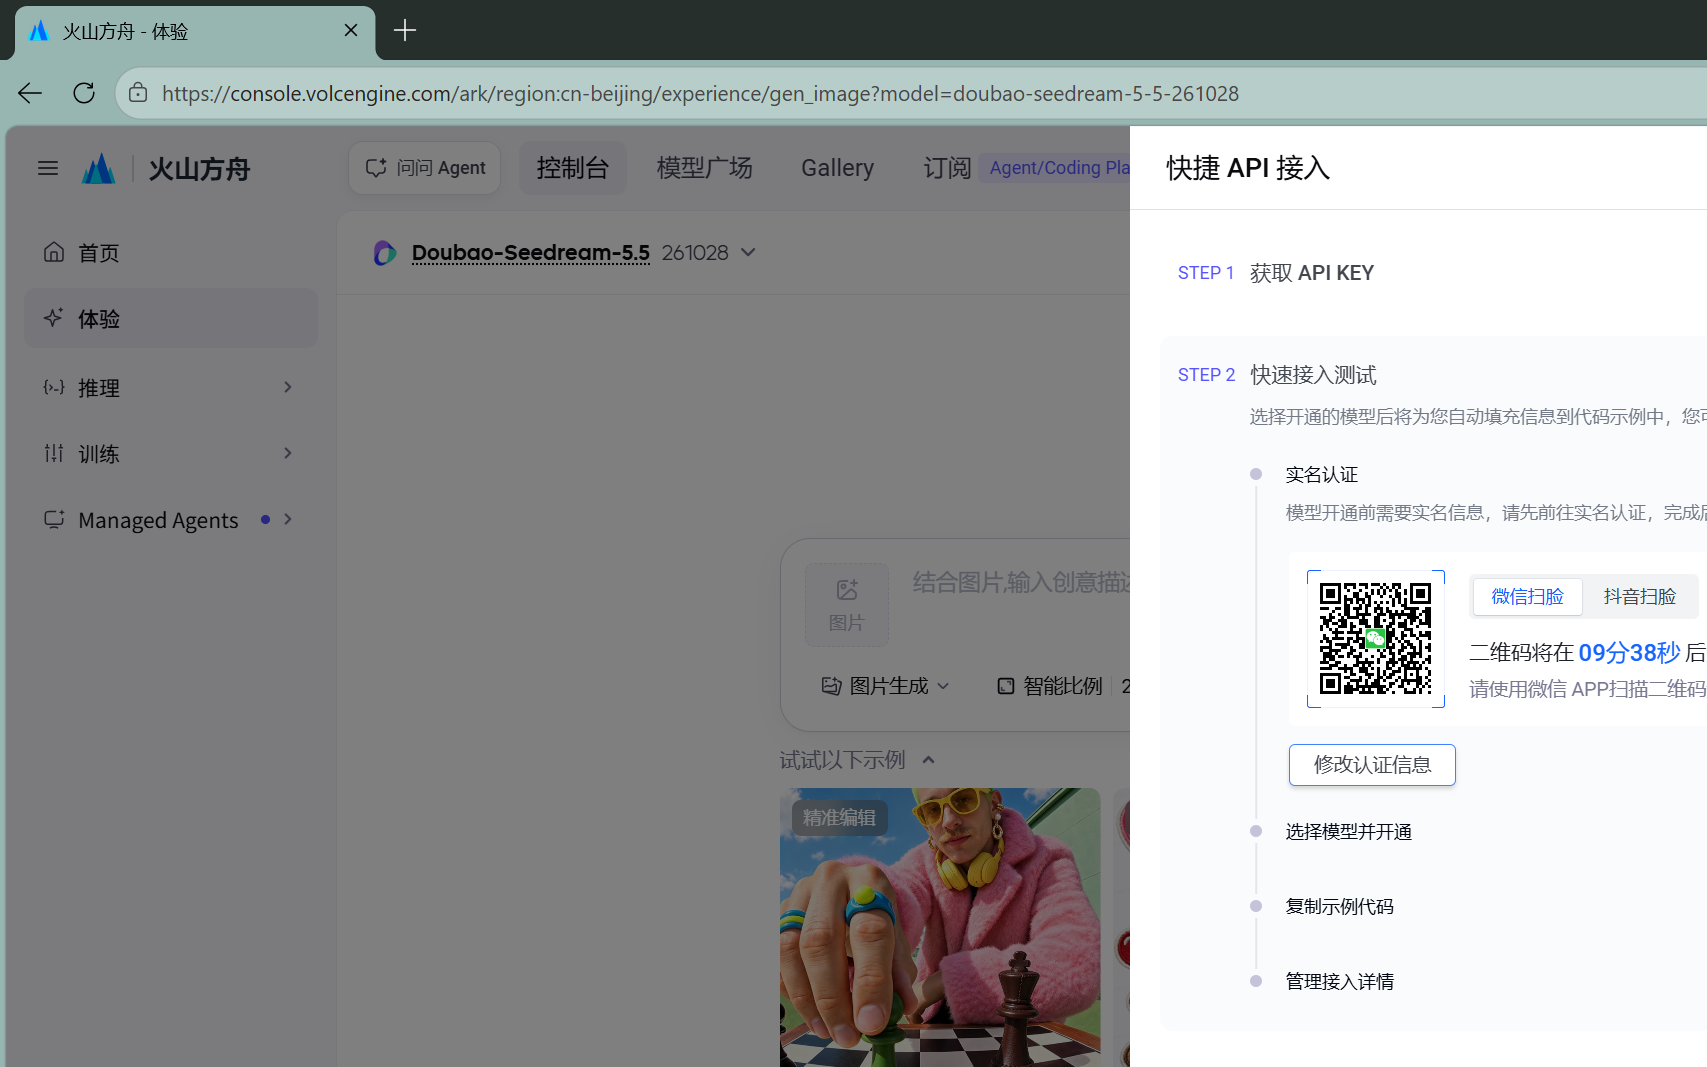 火山方舟 - 体验
https://console.volcengine.com/ark/region:cn-beijing/experience/gen_image?model=doubao-seedream-5-5-261028
火山方舟
问问 Agent
控制台
模型广场
Gallery
订阅
Agent/Coding Pla
首页
体验
推理
训练
Managed Agents
Doubao-Seedream-5.5 261028
结合图片,输入创意描述
图片
图片生成
智能比例
2
试试以下示例
精准编辑
快捷 API 接入
STEP 1 获取 API KEY
STEP 2 快速接入测试
选择开通的模型后将为您自动填充信息到代码示例中，您可
实名认证
模型开通前需要实名信息，请先前往实名认证，完成后
微信扫脸
抖音扫脸
二维码将在 09分38秒 后
请使用微信 APP扫描二维码
修改认证信息
选择模型并开通
复制示例代码
管理接入详情